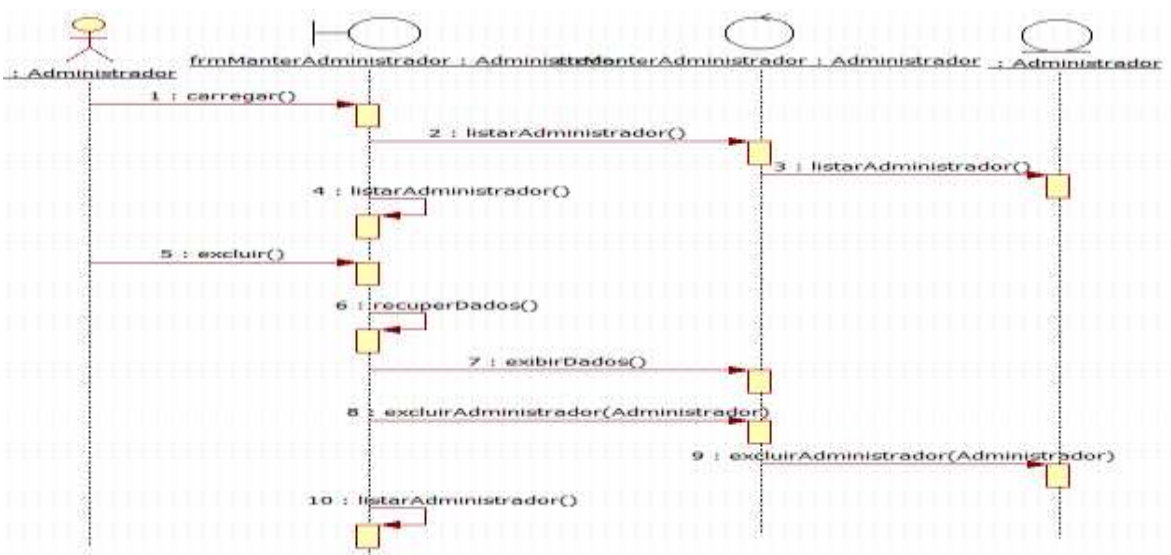 : Administrador
frmManterAdministrador : Administ
ManterAdministrador : Administrador
: Administrador
1 : carregar()
2 : listarAdministrador()
3 : listarAdministrador()
4 : listarAdministrador()
5 : excluir()
6 : recuperDados()
7 : exibirDados()
8 : excluirAdministrador(Administrador)
9 : excluirAdministrador(Administrador)
10 : listarAdministrador()